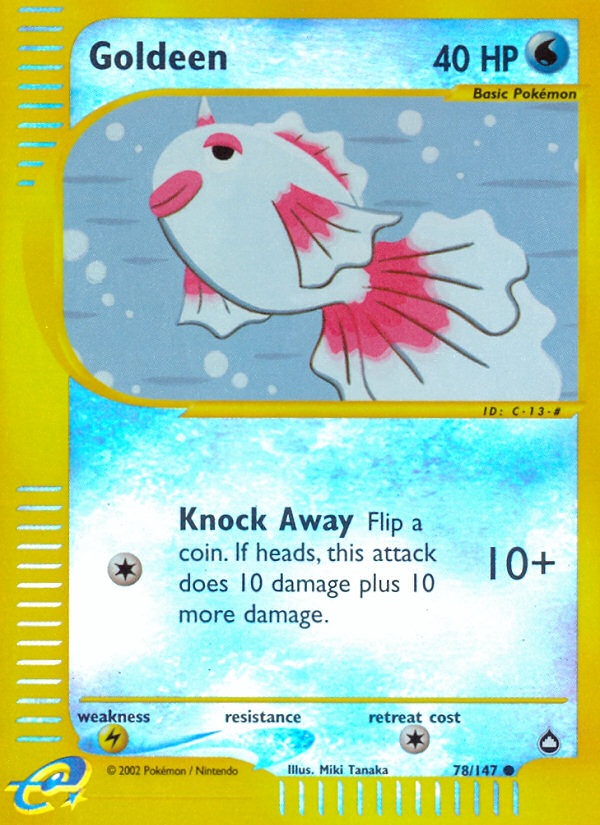 Goldeen 40 HP
Basic Pokémon
ID: C-13-#
Knock Away Flip a
coin. If heads, this attack
does 10 damage plus 10
more damage.
10+
weakness resistance retreat cost
© 2002 Pokémon / Nintendo Illus. Miki Tanaka 78/147